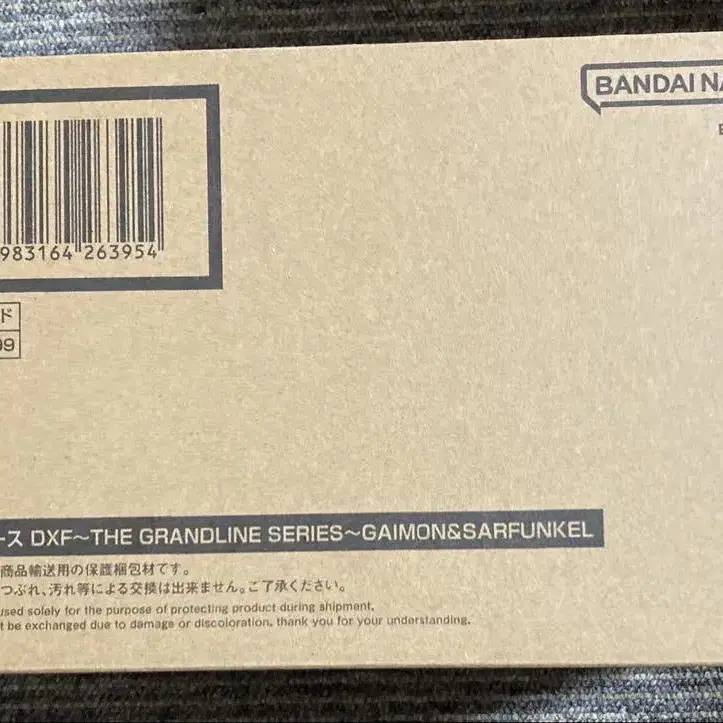 BANDAI NA
983164 263954
ド
99
ース DXF~THE GRANDLINE SERIES~GAIMON&SARFUNKEL
商品輸送用の保護梱包材です。
つぶれ、汚れ等による交換は出来ません。ご了承ください。
used solely for the purpose of protecting product during shipment.
t be exchanged due to damage or discoloration, thank you for your understanding.